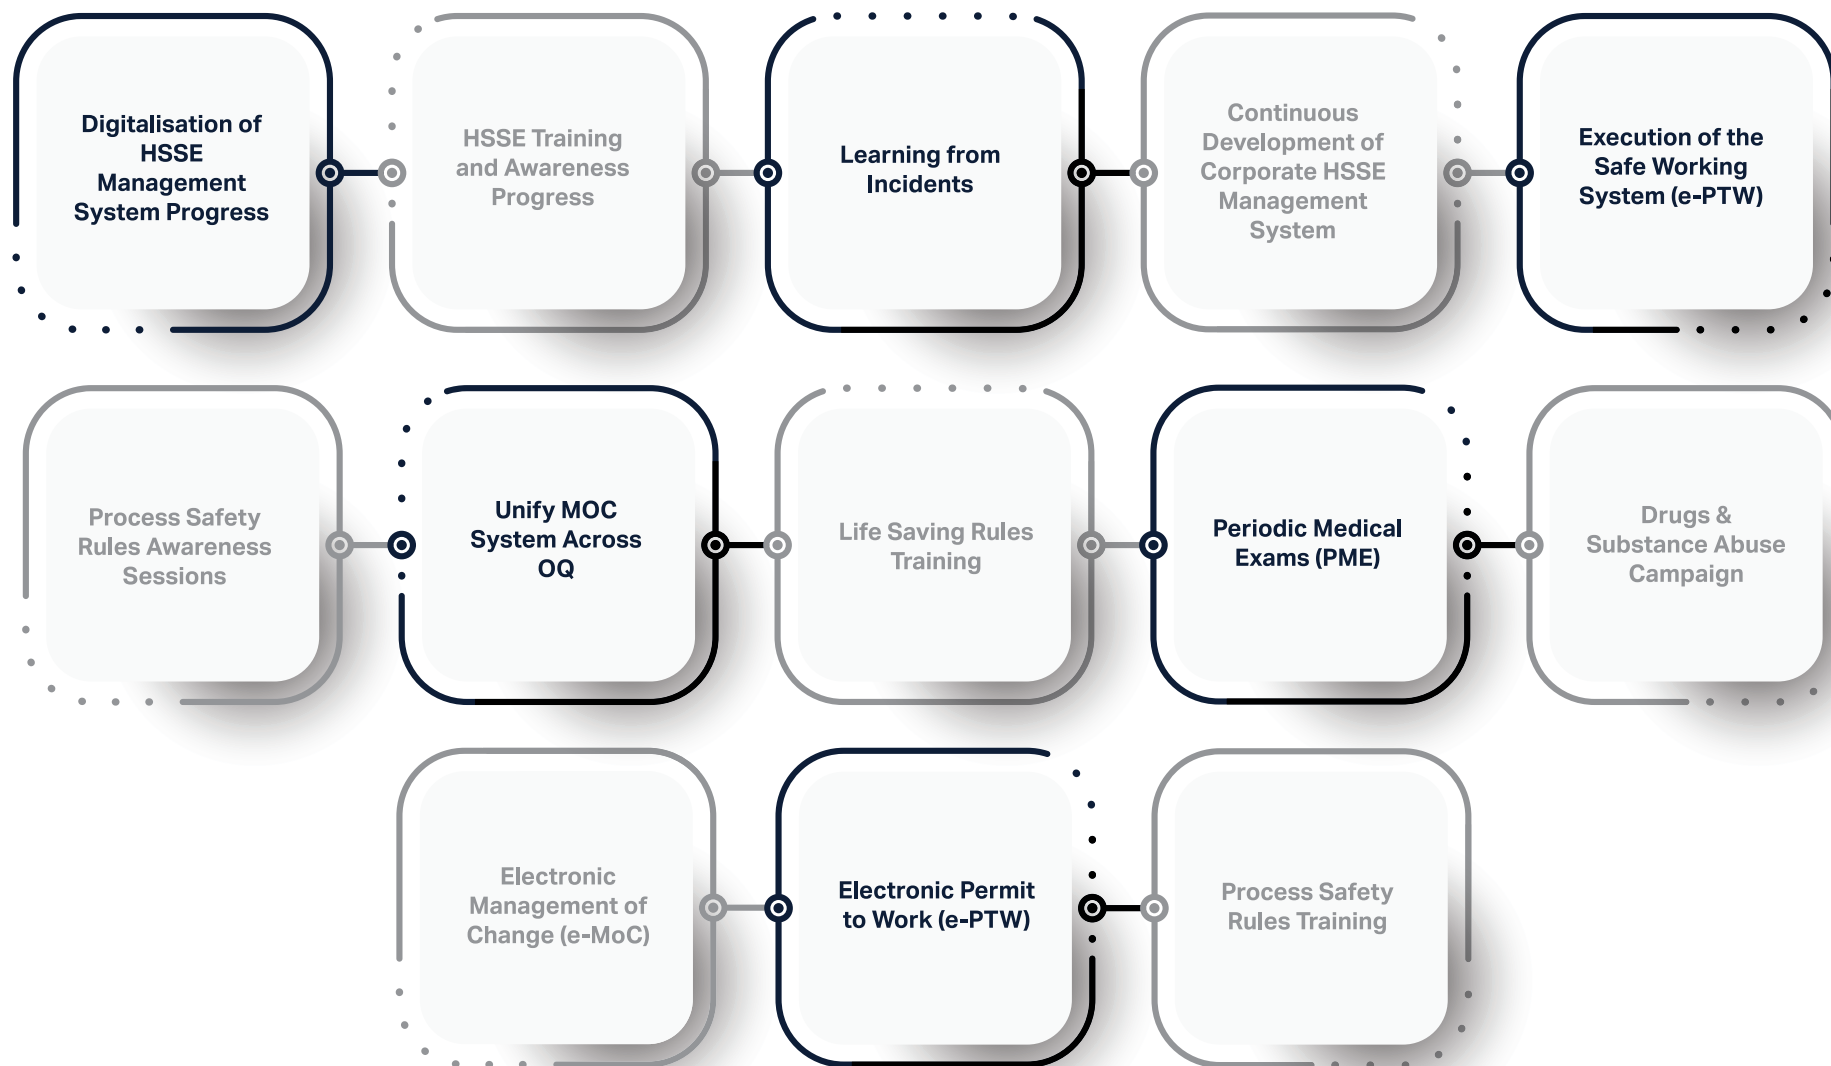 Digitalisation of
HSSE
Management
System Progress
HSSE Training
and Awareness
Progress
Learning from
Incidents
Continuous
Development of
Corporate HSSE
Management
System
Execution of the
Safe Working
System (e-PTW)
Process Safety
Rules Awareness
Sessions
Unify MOC
System Across
OQ
Life Saving Rules
Training
Periodic Medical
Exams (PME)
Drugs &
Substance Abuse
Campaign
Electronic
Management of
Change (e-MoC)
Electronic Permit
to Work (e-PTW)
Process Safety
Rules Training